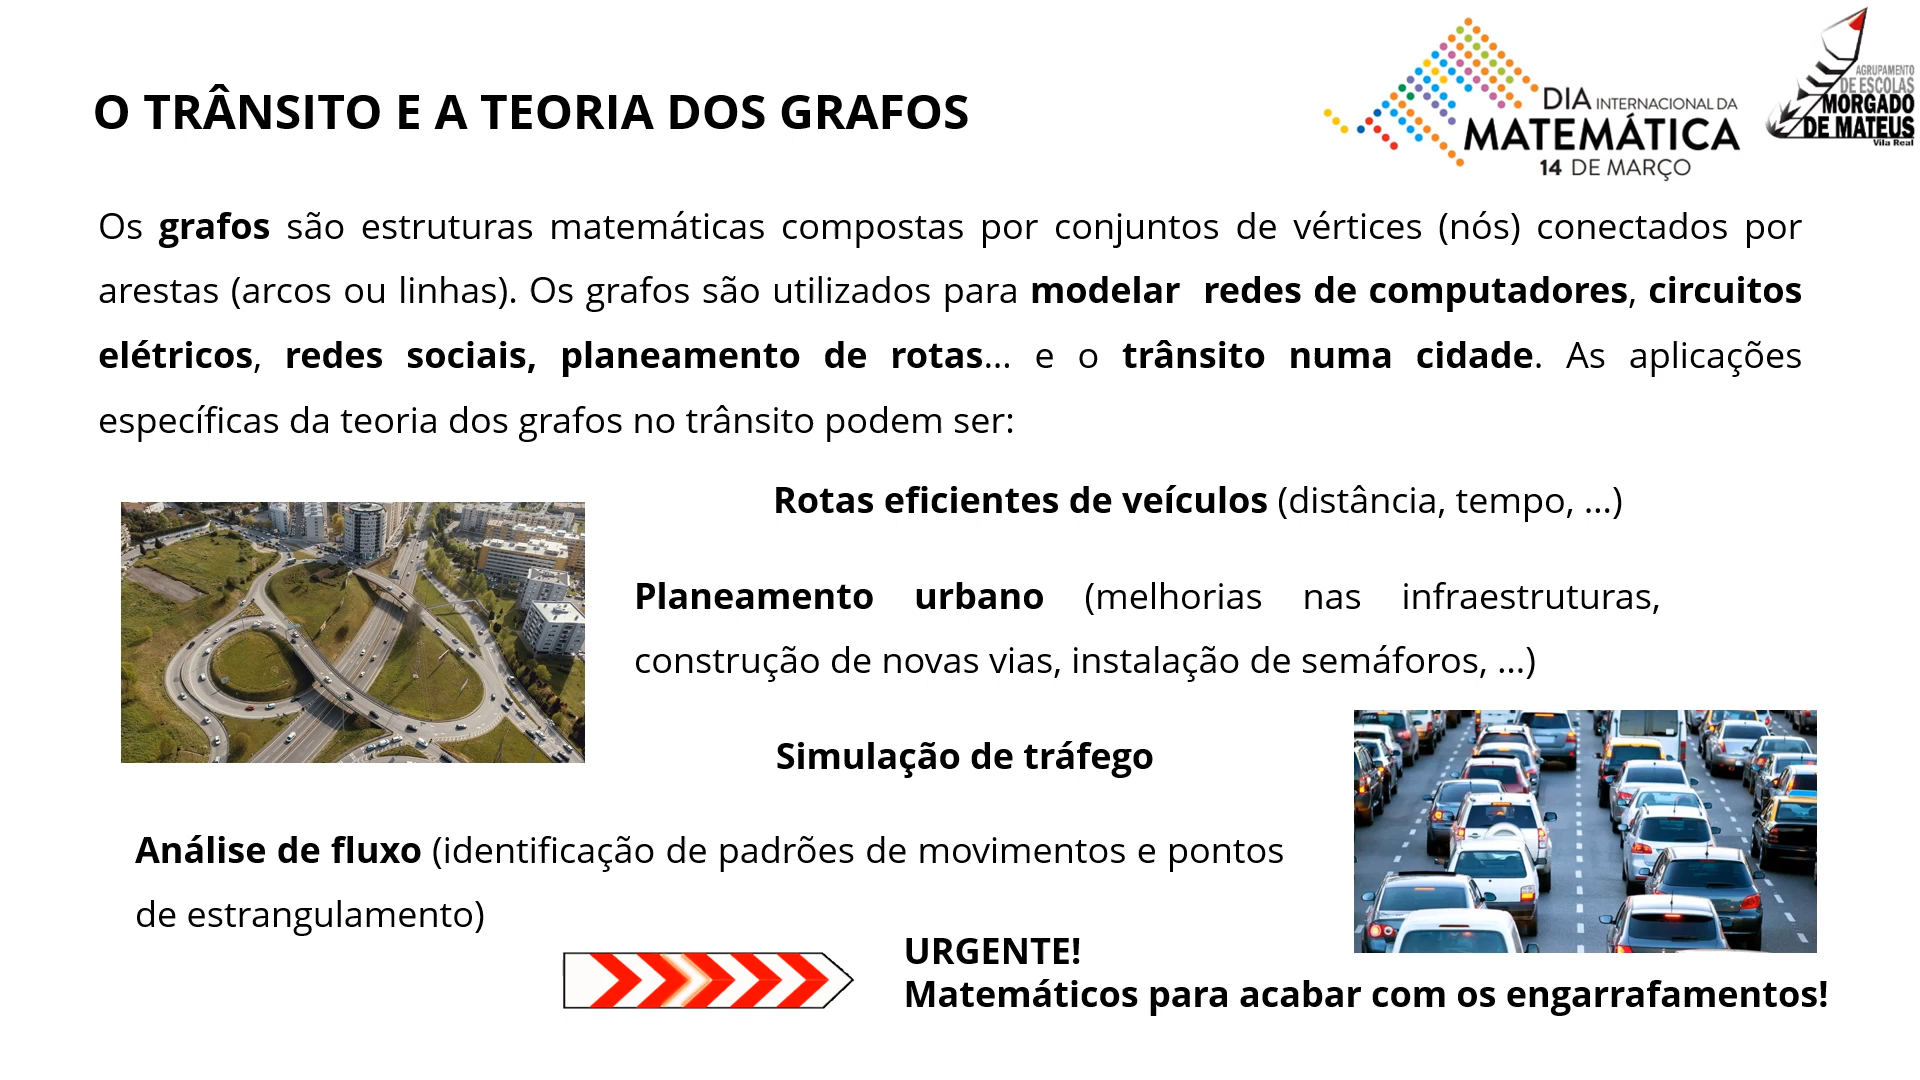 O TRÂNSITO E A TEORIA DOS GRAFOS
DIA INTERNACIONAL DA
MATEMÁTICA
14 DE MARÇO
AGRUPAMENTO
DE ESCOLAS
MORGADO
DE MATEUS
Vila Real
Os grafos são estruturas matemáticas compostas por conjuntos de vértices (nós) conectados por
arestas (arcos ou linhas). Os grafos são utilizados para modelar redes de computadores, circuitos
elétricos, redes sociais, planeamento de rotas... e o trânsito numa cidade. As aplicações
específicas da teoria dos grafos no trânsito podem ser:
Rotas eficientes de veículos (distância, tempo, ...)
Planeamento urbano (melhorias nas infraestruturas,
construção de novas vias, instalação de semáforos, ...)
Simulação de tráfego
Análise de fluxo (identificação de padrões de movimentos e pontos
de estrangulamento)
URGENTE!
Matemáticos para acabar com os engarrafamentos!